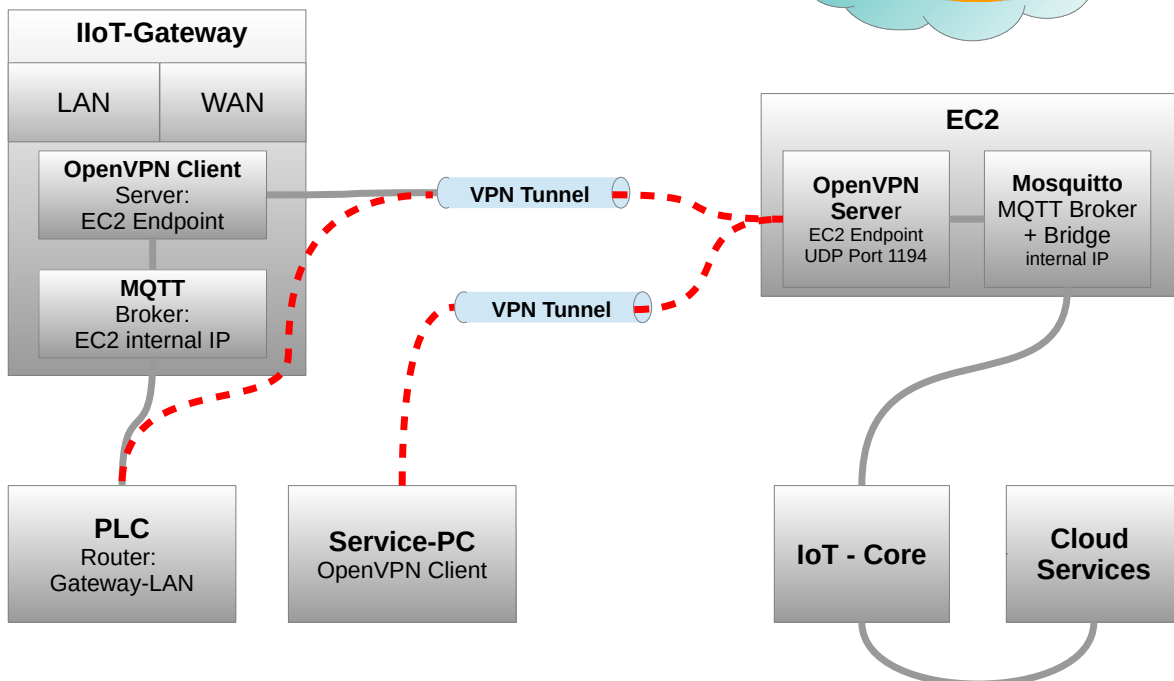 IIoT-Gateway
LAN
WAN
OpenVPN Client
Server:
EC2 Endpoint
MQTT
Broker:
EC2 internal IP
VPN Tunnel
VPN Tunnel
EC2
OpenVPN
Server
EC2 Endpoint
UDP Port 1194
Mosquitto
MQTT Broker
+ Bridge
internal IP
PLC
Router:
Gateway-LAN
Service-PC
OpenVPN Client
IoT - Core
Cloud
Services